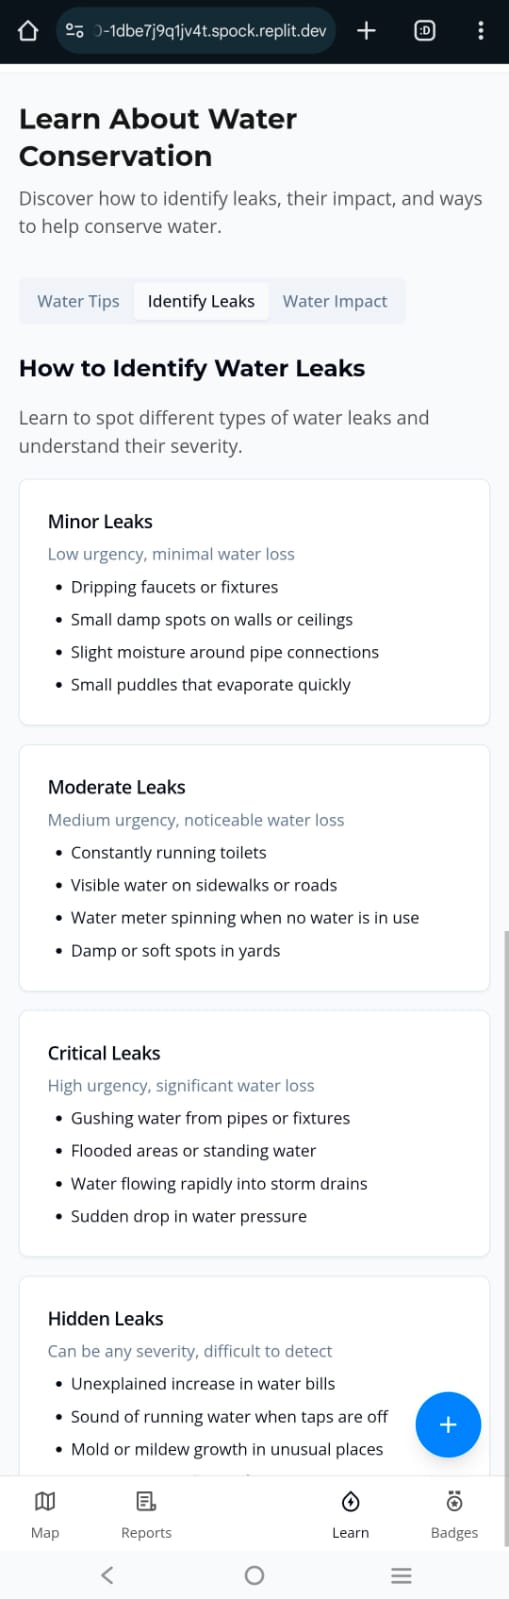 -1dbe7j9q1jv4t.spock.replit.dev
:D
Learn About Water
Conservation
Discover how to identify leaks, their impact, and ways
to help conserve water.
Water Tips
Identify Leaks
Water Impact
How to Identify Water Leaks
Learn to spot different types of water leaks and
understand their severity.
Minor Leaks
Low urgency, minimal water loss
• Dripping faucets or fixtures
• Small damp spots on walls or ceilings
• Slight moisture around pipe connections
• Small puddles that evaporate quickly
Moderate Leaks
Medium urgency, noticeable water loss
• Constantly running toilets
• Visible water on sidewalks or roads
• Water meter spinning when no water is in use
• Damp or soft spots in yards
Critical Leaks
High urgency, significant water loss
• Gushing water from pipes or fixtures
• Flooded areas or standing water
• Water flowing rapidly into storm drains
• Sudden drop in water pressure
Hidden Leaks
Can be any severity, difficult to detect
• Unexplained increase in water bills
• Sound of running water when taps are off
• Mold or mildew growth in unusual places
Map
Reports
Learn
Badges